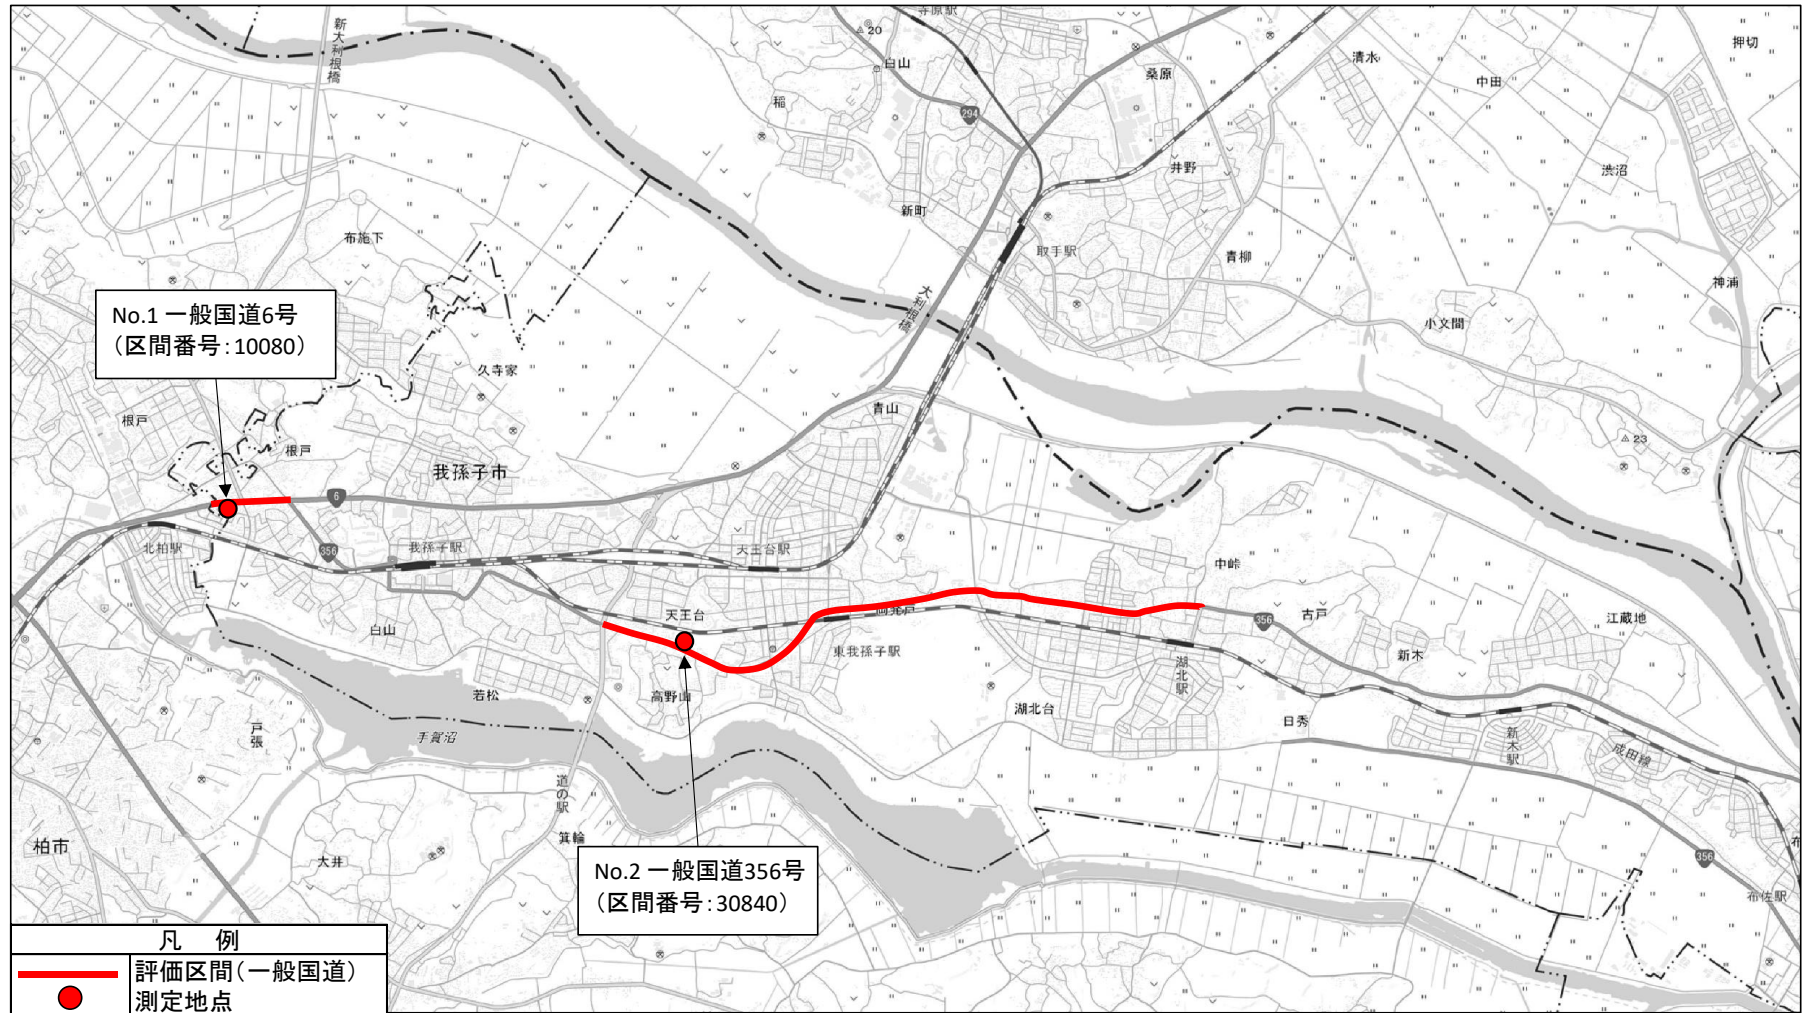 新大利根橋
寺原駅
20
白山
稲
294
桑原
清水
中田
押切
渋沼
井野
新町
取手駅
青柳
神浦
小文間
布施下
大利根橋
No.1 一般国道6号
（区間番号：10080）
久寺家
根戸
根戸
青山
23
我孫子市
6
北柏駅
356
我孫子駅
天王台駅
中峠
天王台
古戸
356
江蔵地
白山
東我孫子駅
新木
湖北駅
高野山
若松
湖北台
日秀
戸張
手賀沼
新木駅
成田線
道の駅
箕輪
柏市
大井
No.2 一般国道356号
（区間番号：30840）
356
布佐駅
凡　例
評価区間（一般国道）
測定地点